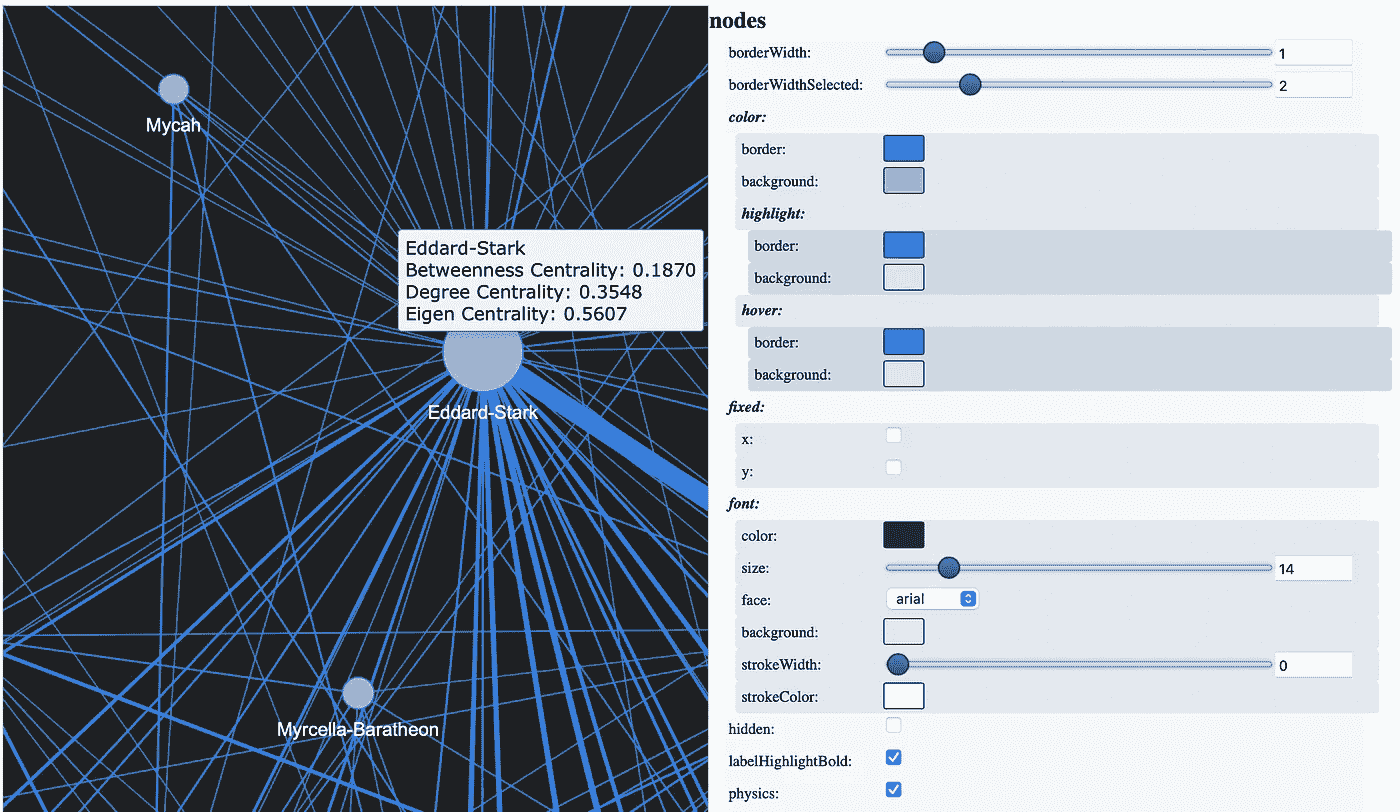 Mycah
Eddard-Stark
Betweenness Centrality: 0.1870
Degree Centrality: 0.3548
Eigen Centrality: 0.5607
Eddard-Stark
Myrcella-Baratheon
nodes
borderWidth: 1
borderWidthSelected: 2
color:
border:
background:
highlight:
border:
background:
hover:
border:
background:
fixed:
x:
y:
font:
color:
size: 14
face: arial
background:
strokeWidth: 0
strokeColor:
hidden:
labelHighlightBold:
physics: